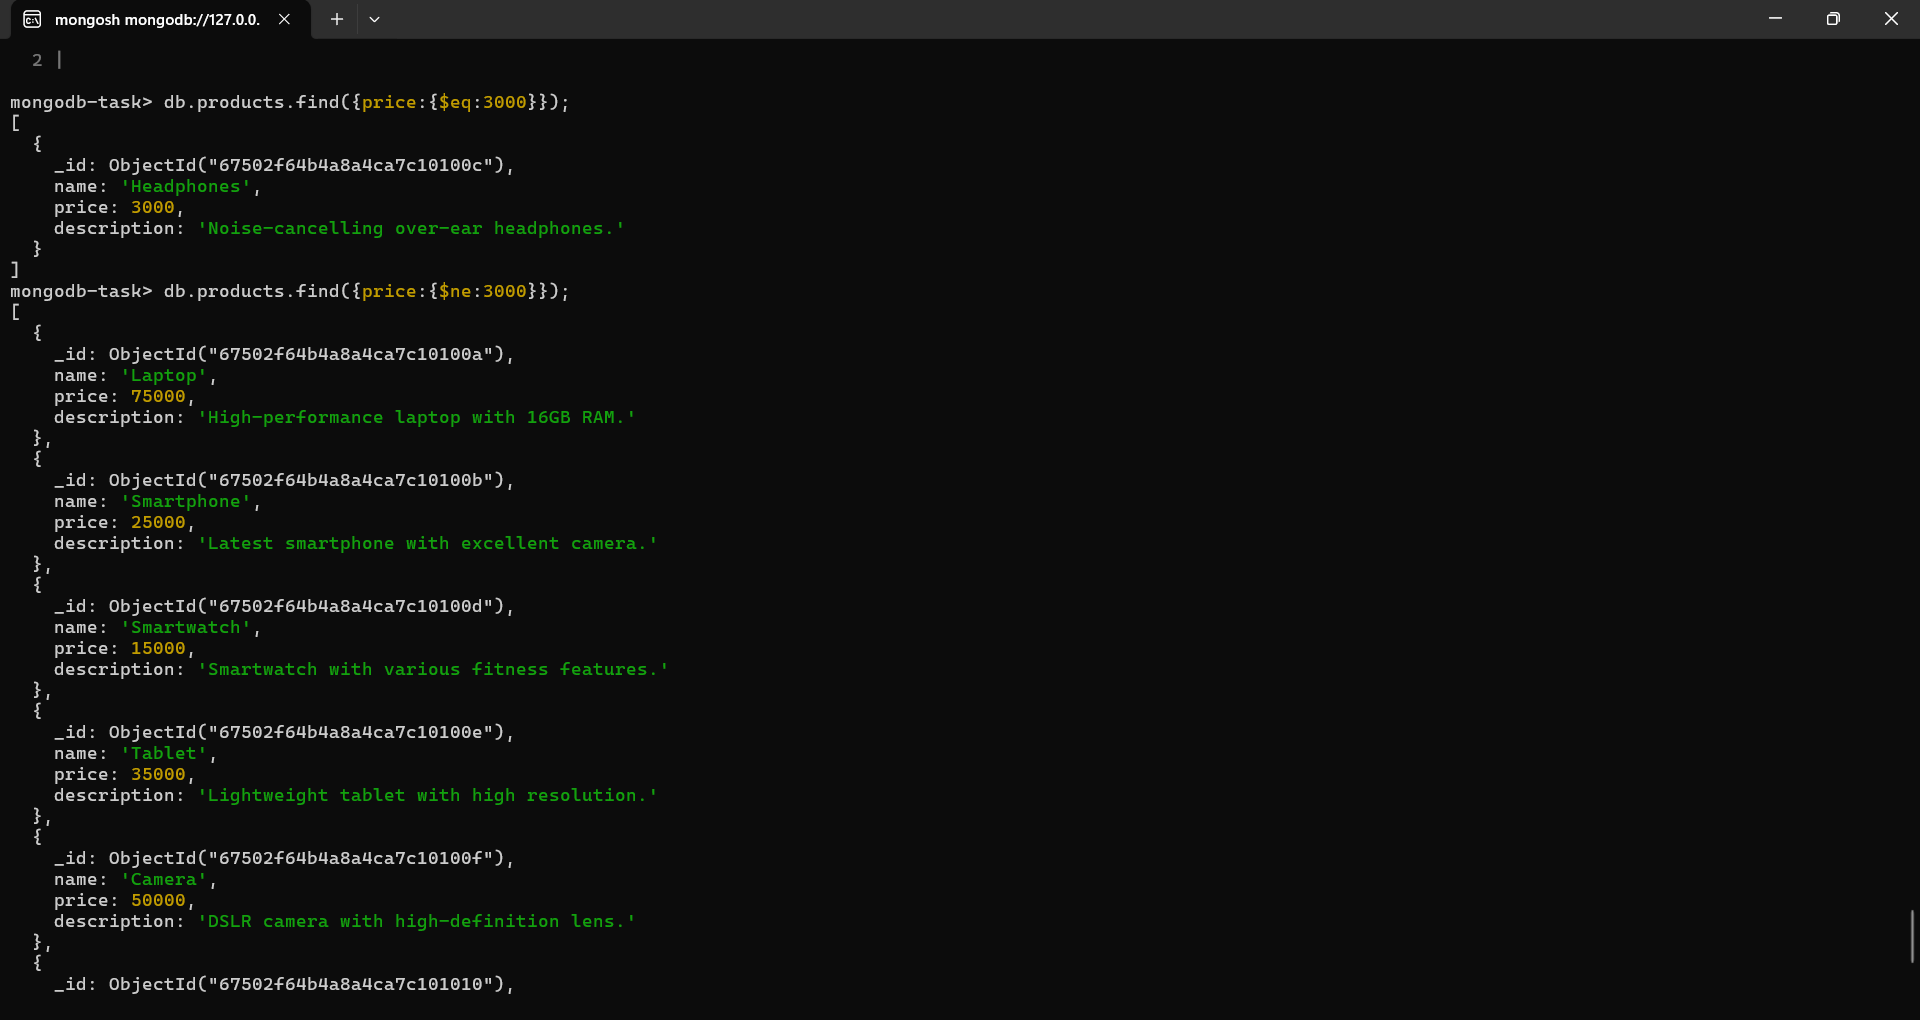 mongosh mongodb://127.0.0.
2 |
mongodb-task> db.products.find({price:{$eq:3000}});
[
  {
    _id: ObjectId("67502f64b4a8a4ca7c10100c"),
    name: 'Headphones',
    price: 3000,
    description: 'Noise-cancelling over-ear headphones.'
  }
]
mongodb-task> db.products.find({price:{$ne:3000}});
[
  {
    _id: ObjectId("67502f64b4a8a4ca7c10100a"),
    name: 'Laptop',
    price: 75000,
    description: 'High-performance laptop with 16GB RAM.'
  },
  {
    _id: ObjectId("67502f64b4a8a4ca7c10100b"),
    name: 'Smartphone',
    price: 25000,
    description: 'Latest smartphone with excellent camera.'
  },
  {
    _id: ObjectId("67502f64b4a8a4ca7c10100d"),
    name: 'Smartwatch',
    price: 15000,
    description: 'Smartwatch with various fitness features.'
  },
  {
    _id: ObjectId("67502f64b4a8a4ca7c10100e"),
    name: 'Tablet',
    price: 35000,
    description: 'Lightweight tablet with high resolution.'
  },
  {
    _id: ObjectId("67502f64b4a8a4ca7c10100f"),
    name: 'Camera',
    price: 50000,
    description: 'DSLR camera with high-definition lens.'
  },
  {
    _id: ObjectId("67502f64b4a8a4ca7c101010"),